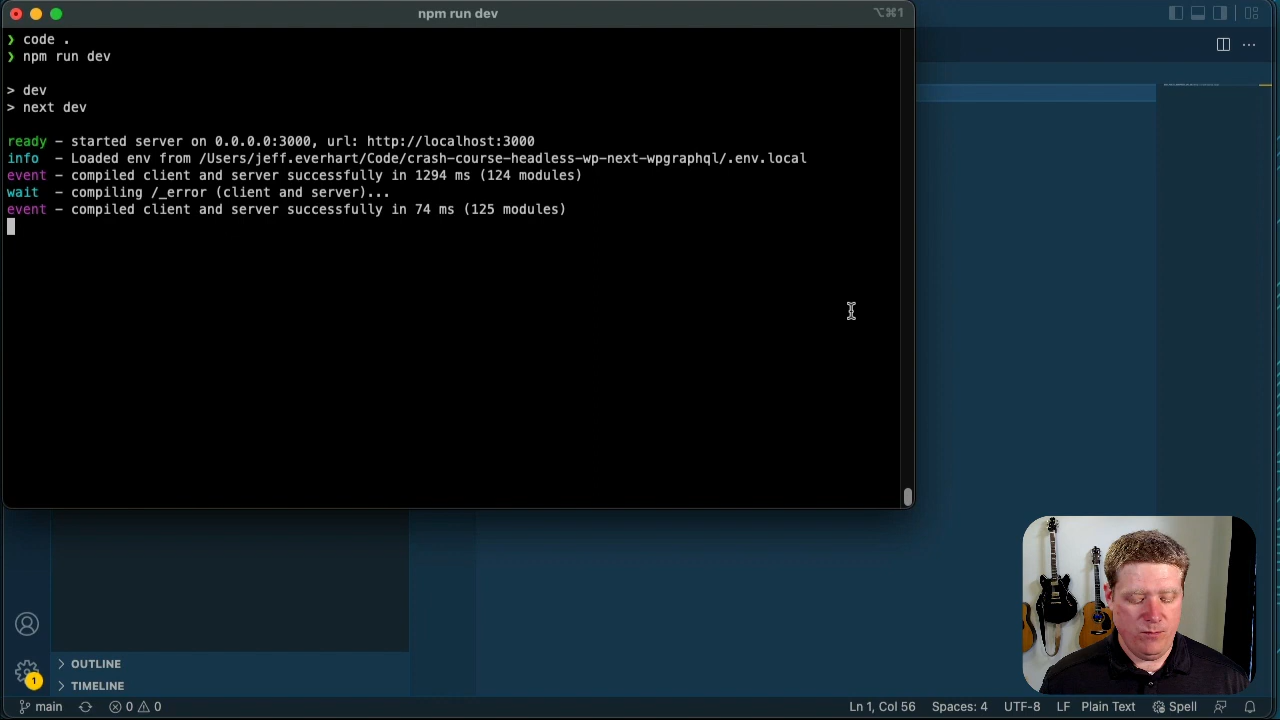 npm run dev
⌥⌘1
❯ code .
❯ npm run dev
> dev
> next dev
ready - started server on 0.0.0.0:3000, url: http://localhost:3000
info - Loaded env from /Users/jeff.everhart/Code/crash-course-headless-wp-next-wpgraphql/.env.local
event - compiled client and server successfully in 1294 ms (124 modules)
wait - compiling /_error (client and server)...
event - compiled client and server successfully in 74 ms (125 modules)
OUTLINE
1
TIMELINE
main 0 0 Ln 1, Col 56 Spaces: 4 UTF-8 LF Plain Text Spell